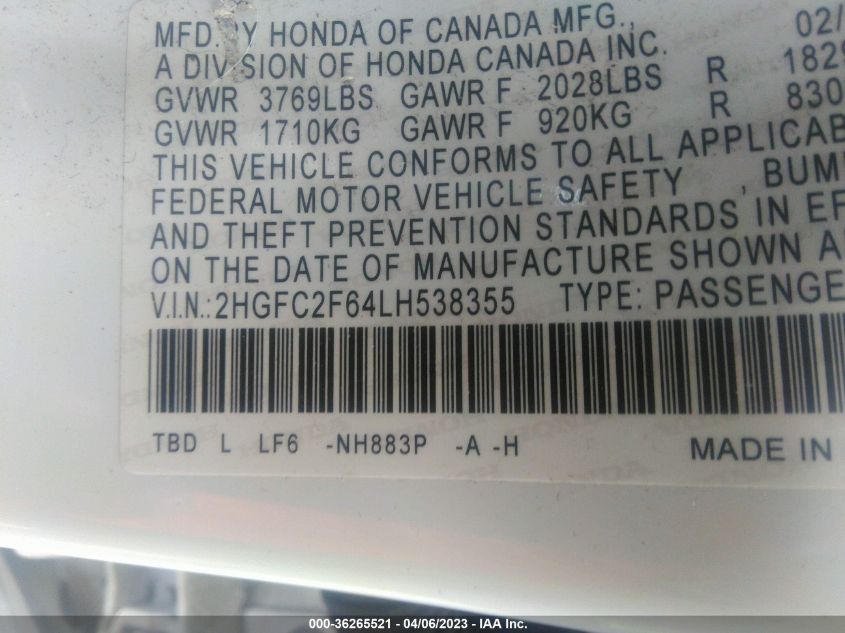 MFD. BY HONDA OF CANADA MFG., 02/
A DIVISION OF HONDA CANADA INC.
GVWR 3769LBS GAWR F 2028LBS R 1829
GVWR 1710KG GAWR F 920KG R 830
THIS VEHICLE CONFORMS TO ALL APPLICAB
FEDERAL MOTOR VEHICLE SAFETY , BUM
AND THEFT PREVENTION STANDARDS IN EF
ON THE DATE OF MANUFACTURE SHOWN A
V.I.N.:2HGFC2F64LH538355 TYPE: PASSENGE
TBD L LF6 -NH883P -A -H MADE IN
000-36265521 - 04/06/2023 - IAA Inc.